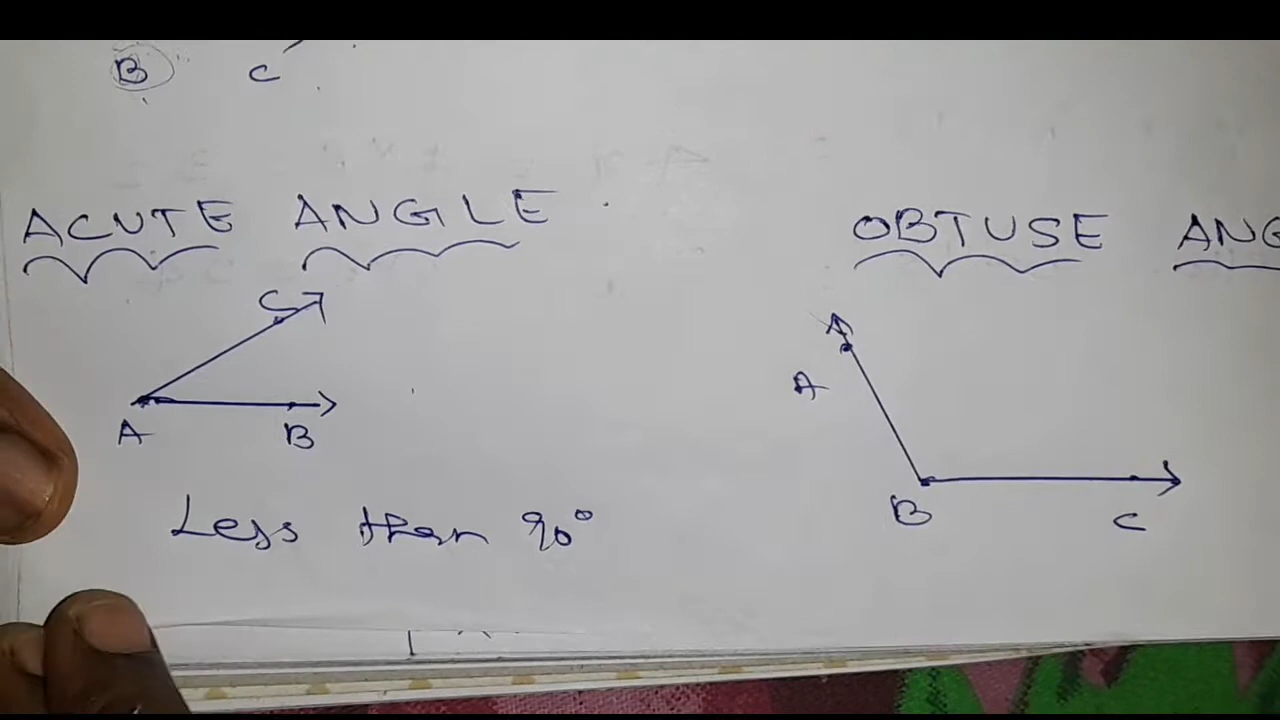 B C
ACUTE ANGLE
OBTUSE ANG
C
A B
A
B C
Less than 90°